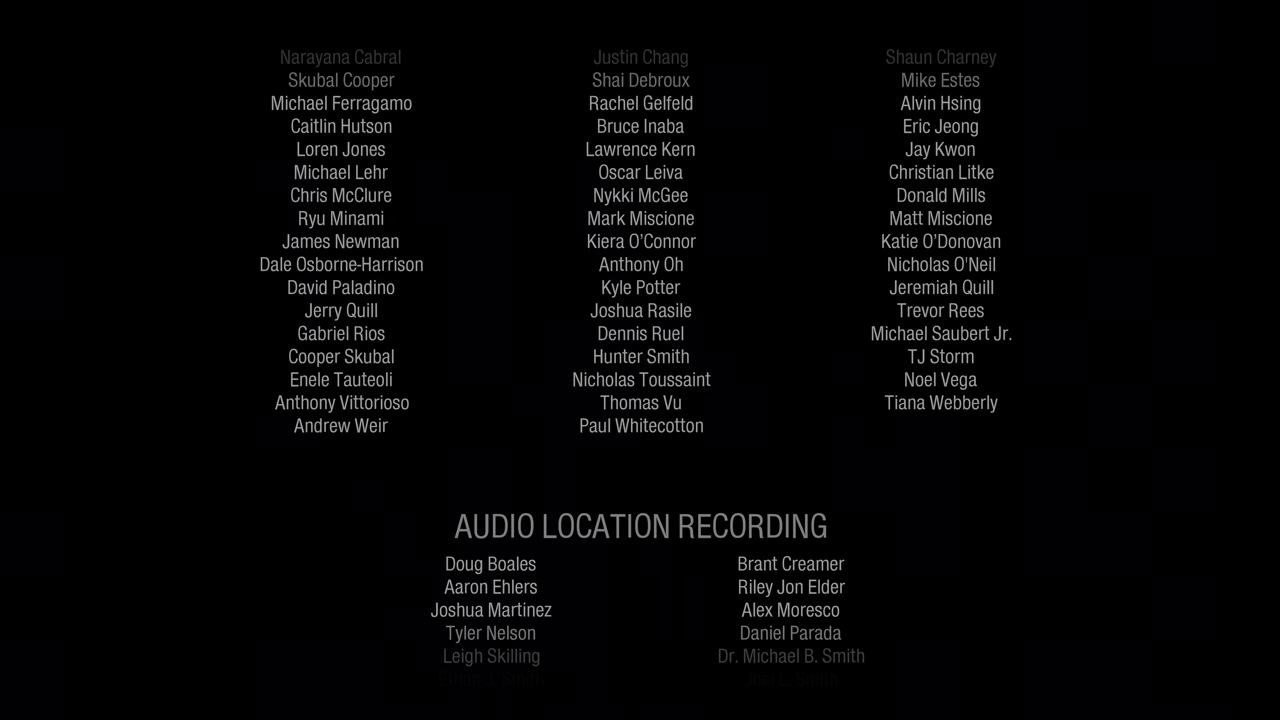 Narayana Cabral Justin Chang Shaun Charney
Skubal Cooper Shai Debroux Mike Estes
Michael Ferragamo Rachel Gelfeld Alvin Hsing
Caitlin Hutson Bruce Inaba Eric Jeong
Loren Jones Lawrence Kern Jay Kwon
Michael Lehr Oscar Leiva Christian Litke
Chris McClure Nykki McGee Donald Mills
Ryu Minami Mark Miscione Matt Miscione
James Newman Kiera O’Connor Katie O’Donovan
Dale Osborne-Harrison Anthony Oh Nicholas O'Neil
David Paladino Kyle Potter Jeremiah Quill
Jerry Quill Joshua Rasile Trevor Rees
Gabriel Rios Dennis Ruel Michael Saubert Jr.
Cooper Skubal Hunter Smith TJ Storm
Enele Tauteoli Nicholas Toussaint Noel Vega
Anthony Vittorioso Thomas Vu Tiana Webberly
Andrew Weir Paul Whitecotton
AUDIO LOCATION RECORDING
Doug Boales Brant Creamer
Aaron Ehlers Riley Jon Elder
Joshua Martinez Alex Moresco
Tyler Nelson Daniel Parada
Leigh Skilling Dr. Michael B. Smith
J. Smith L. Smith